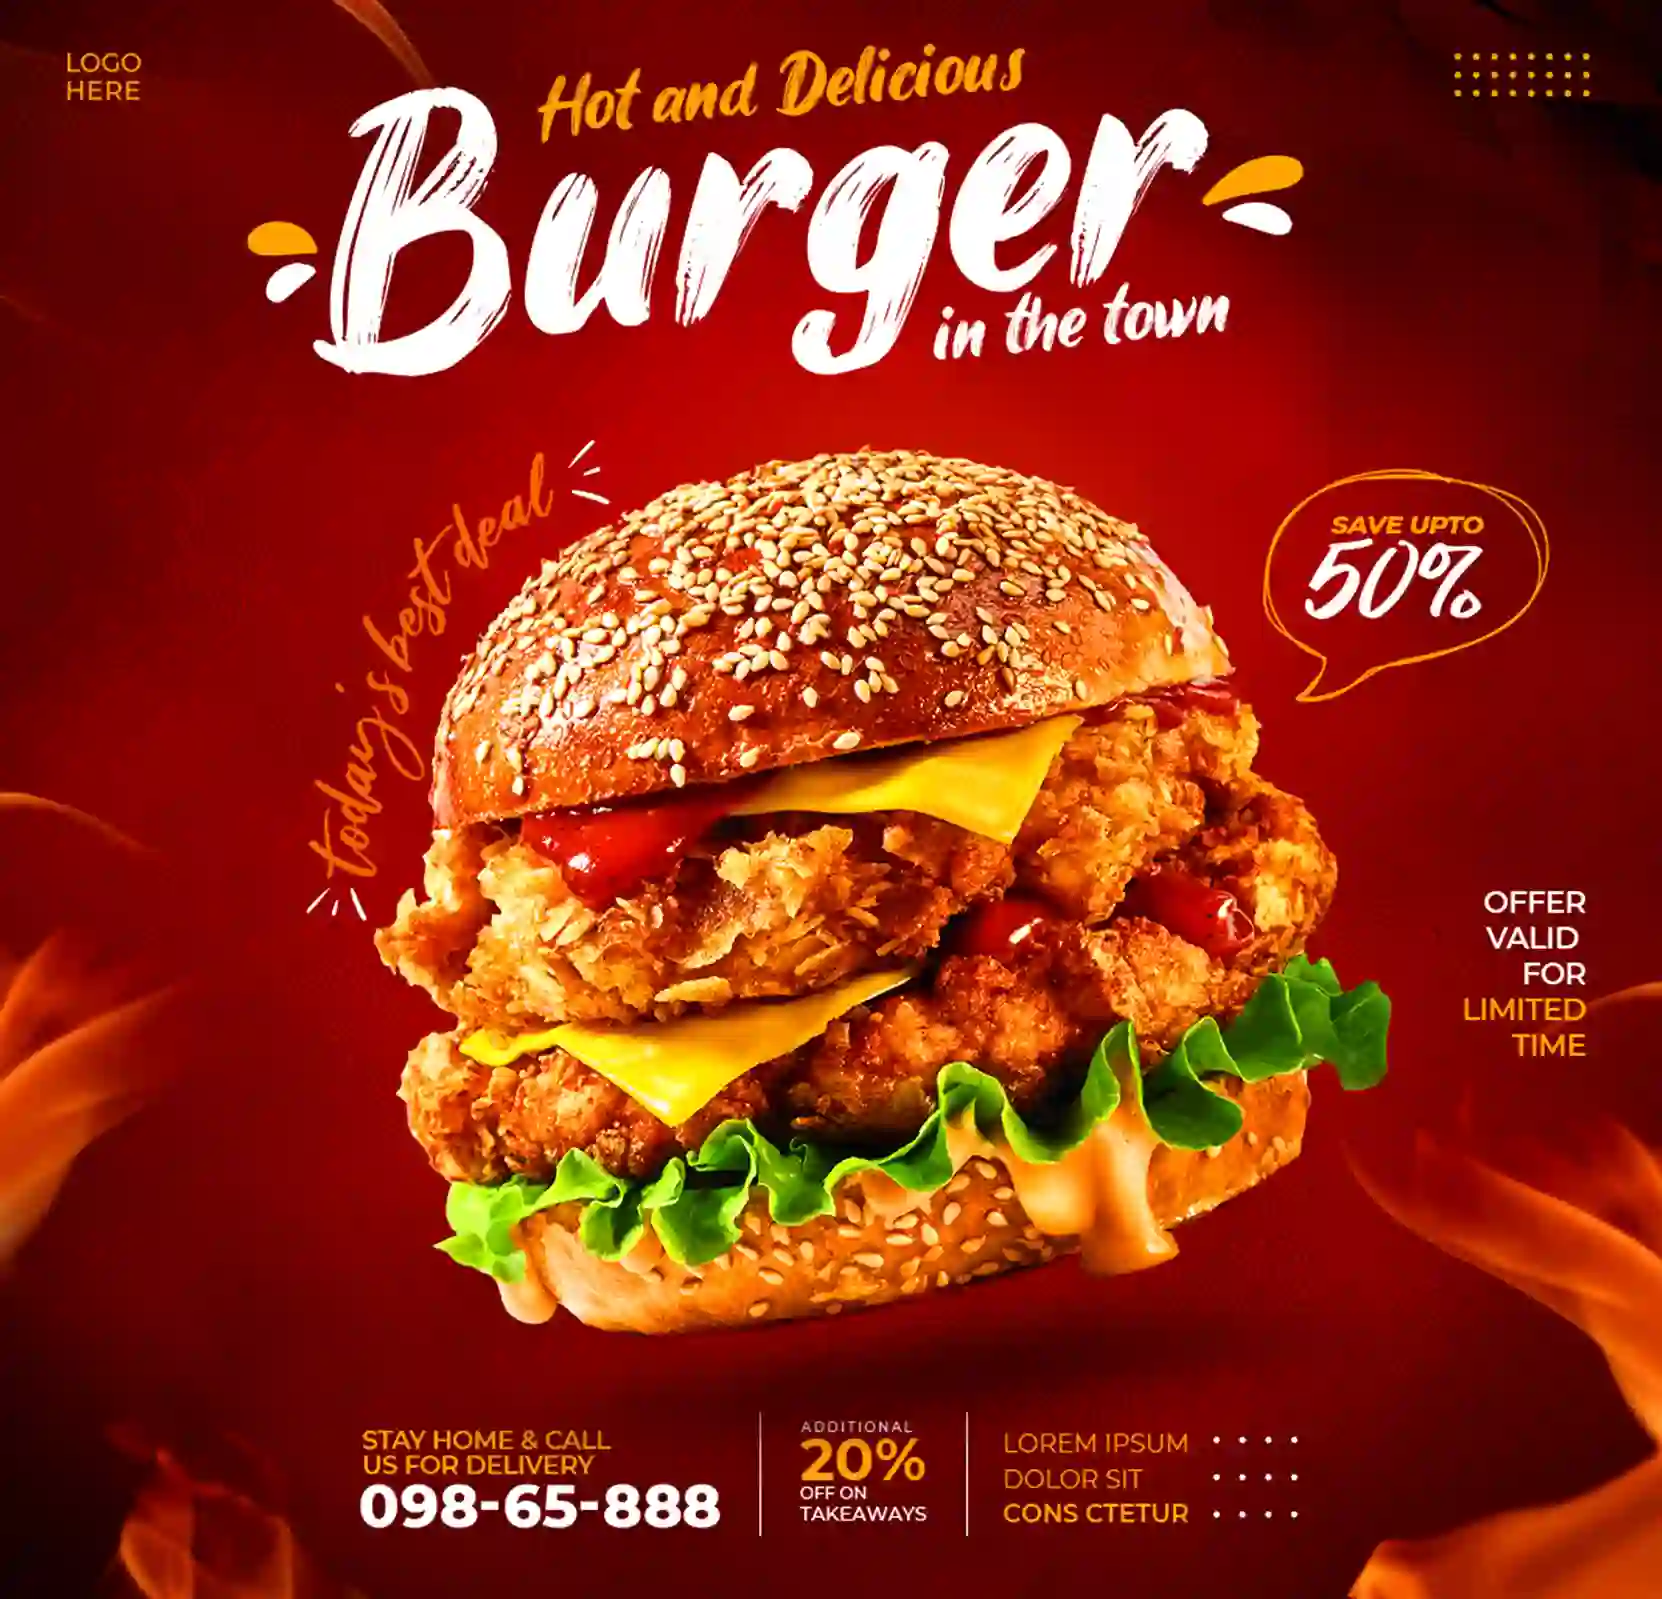 LOGO
HERE
Hot and Delicious
Burger
in the town
today's best deal
SAVE UPTO
50%
OFFER
VALID
FOR
LIMITED
TIME
STAY HOME & CALL
US FOR DELIVERY
098-65-888
ADDITIONAL
20%
OFF ON
TAKEAWAYS
LOREM IPSUM
DOLOR SIT
CONS CTETUR